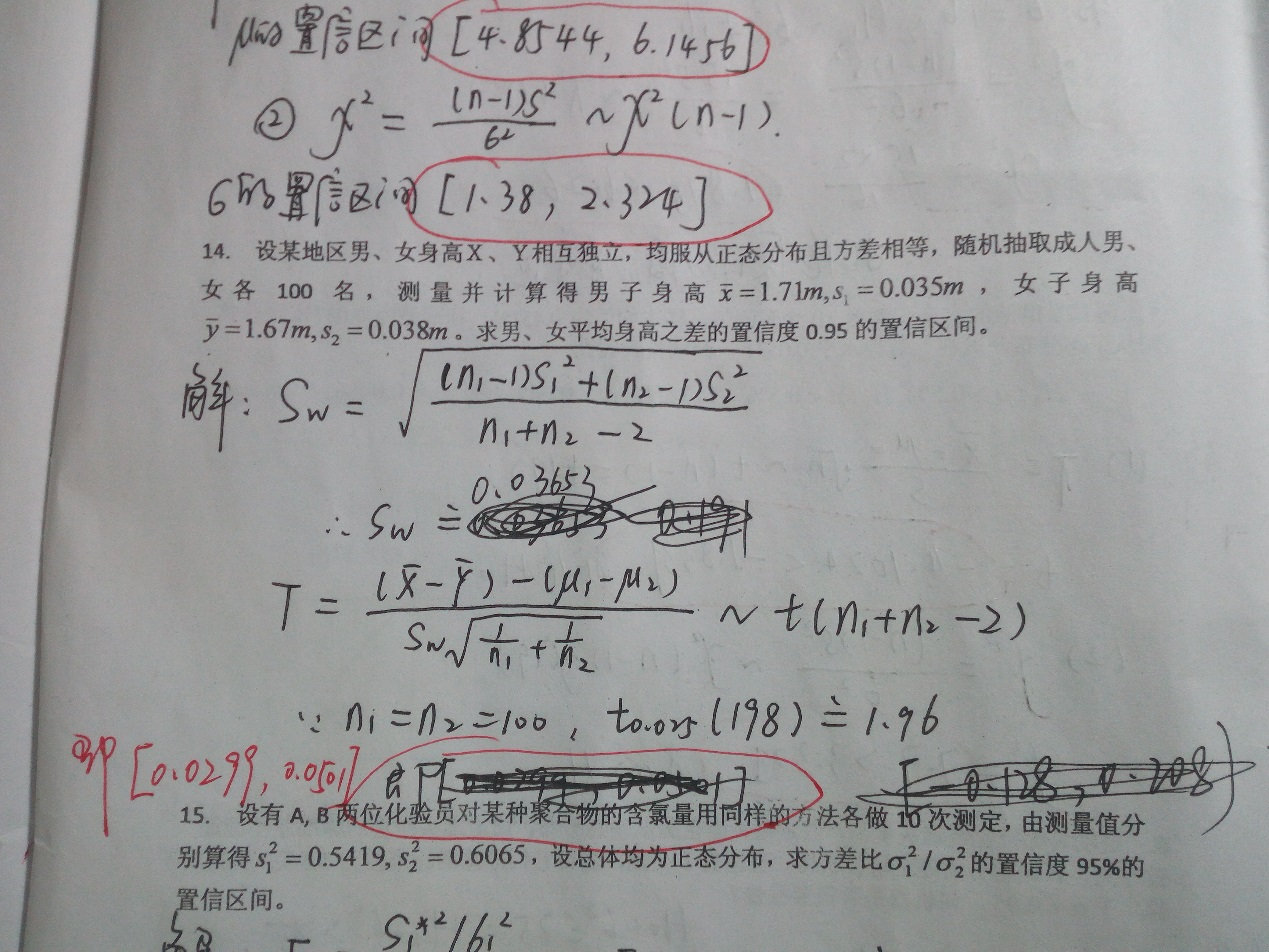 μ的置信区间[4.8544, 6.1456]
② χ² = (n-1)S²/σ² ~ χ²(n-1).
σ的置信区间[1.38, 2.324]
14. 设某地区男、女身高X、Y相互独立，均服从正态分布且方差相等，随机抽取成人男、
女各 100 名，测量并计算得男子身高 x̄=1.71m,s₁=0.035m，女子身高
ȳ=1.67m,s₂=0.038m。求男、女平均身高之差的置信度 0.95 的置信区间。
解: Sw = √((n₁-1)S₁²+(n₂-1)S₂²)/(n₁+n₂-2)
0.03653
∴ Sw ≐
T = ((X̄-Ȳ)-(μ₁-μ₂))/(Sw√(1/n₁+1/n₂)) ~ t(n₁+n₂-2)
∵ n₁=n₂=100, t0.025(198)≐1.96
即[0.0299, 0.0501] 即
15. 设有 A, B 两位化验员对某种聚合物的含氯量用同样的方法各做 10 次测定，由测量值分
别算得s₁²=0.5419, s₂²=0.6065，设总体均为正态分布，求方差比σ₁²/σ₂²的置信度 95%的
置信区间。
S₁*²/σ₁²